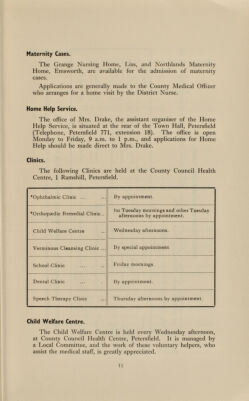 Maternity Cases.
The Grange Nursing Home, Liss, and Northlands Maternity
Home, Emsworth, are available for the admission of maternity
cases.
Applications are generally made to the County Medical Officer
who arranges for a home visit by the District Nurse.
Home Help Service.
The office of Mrs. Drake, the assistant organiser of the Home
Help Service, is situated at the rear of the Town Hall, Petersfield
(Telephone, Petersfield 771, extension 18). The office is open
Monday to Friday, 9 a.m. to 1 p.m., and applications for Home
Help should be made direct to Mrs. Drake.
Clinics.
The following Clinics are held at the County Council Health
Centre, 1 Ramshill, Petersfield.
*Ophthalmic Clinic ... ... By appointment.
*Orthopædic Remedial Clinic... 1st Tuesday mornings and other Tuesday
afternoons by appointment.
Child Welfare Centre ... Wednesday afternoons.
Verminous Cleansing Clinic ... By special appointment
School Clinic ... ... Friday mornings
Dental Clinic ... ... By appointment.
Speech Therapy Clinic ... Thursday afternoons by appointment
Child Welfare Centre.
The Child Welfare Centre is held every Wednesday afternoon,
at County Council Health Centre, Petersfield. It is managed by
a Local Committee, and the work of these voluntary helpers, who
assist the medical staff, is greatly appreciated.
11